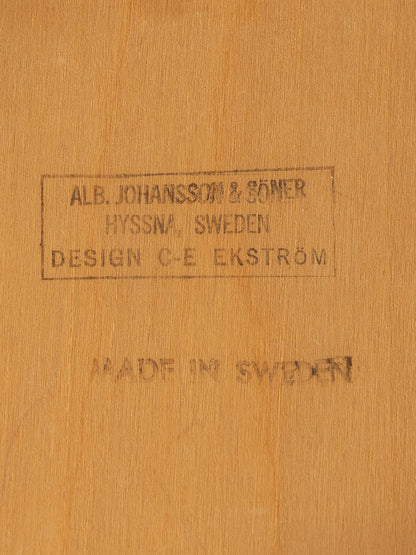 ALB. JOHANSSON & SÖNER
HYSSNA, SWEDEN
DESIGN C-E EKSTRÖM
MADE IN SWEDEN